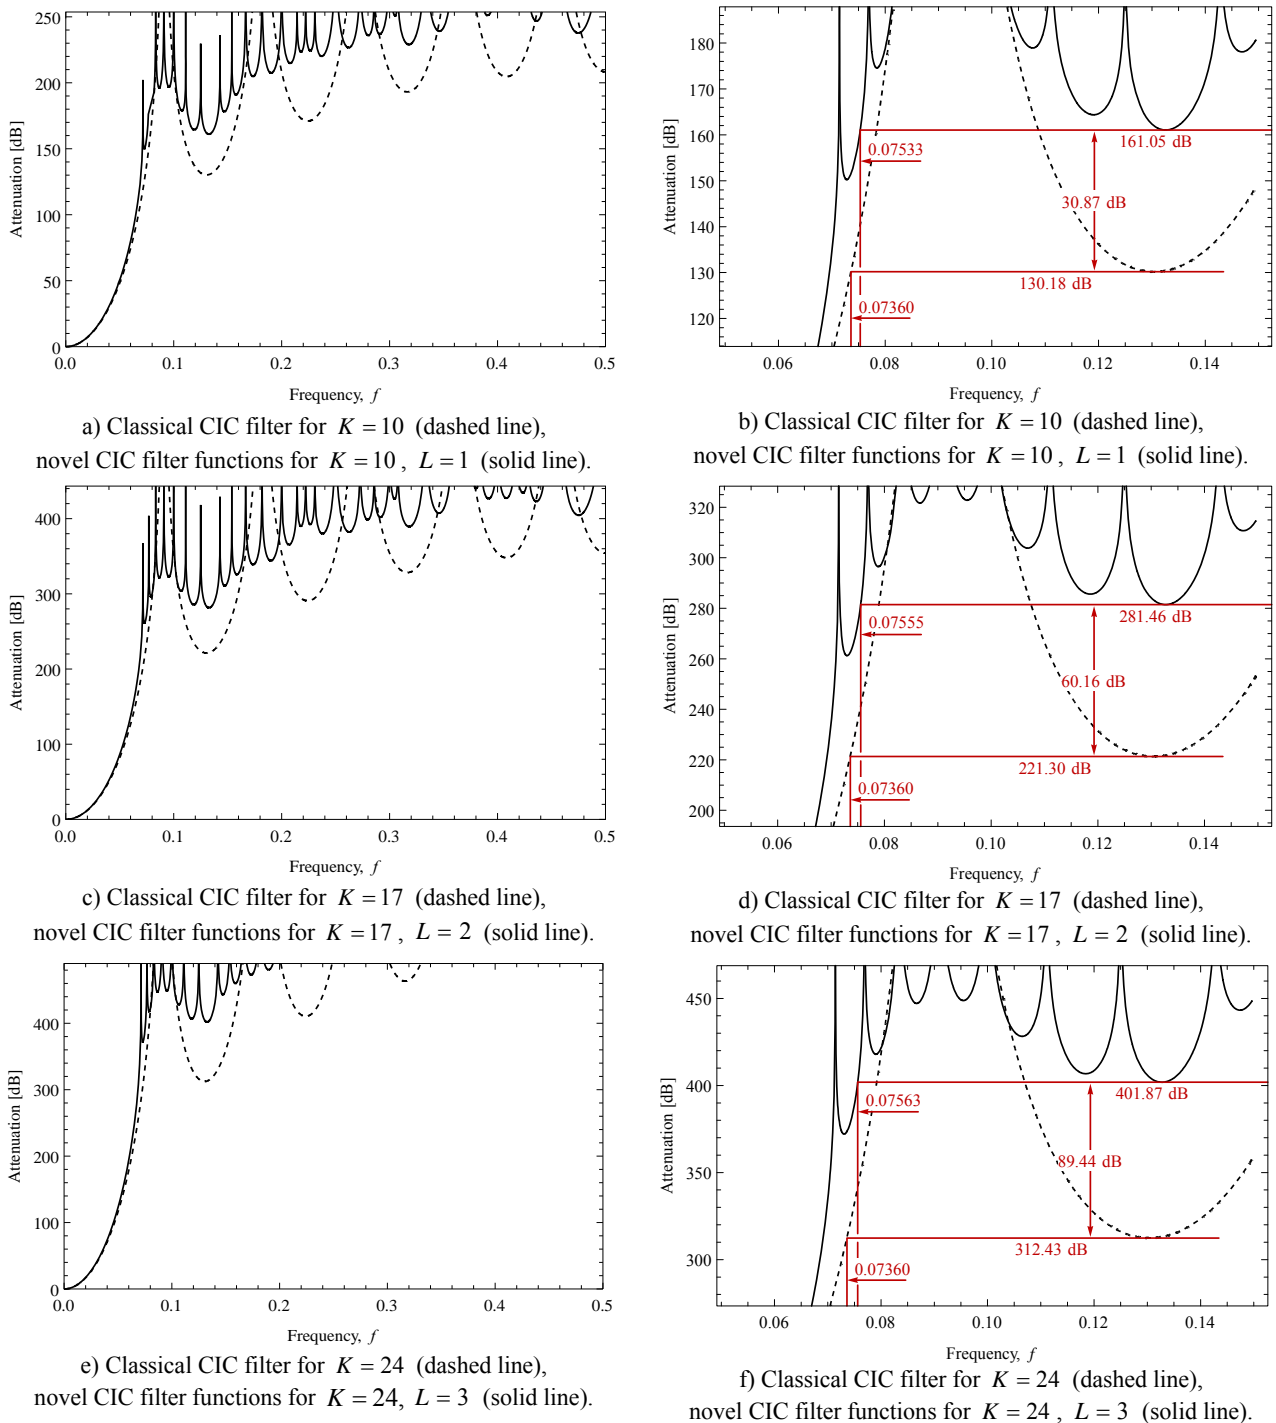 250
200
150
100
50
0
Attenuation [dB]
0.0 0.1 0.2 0.3 0.4 0.5
Frequency, f
a) Classical CIC filter for K = 10 (dashed line),
novel CIC filter functions for K = 10 , L = 1 (solid line).
180
160
140
120
Attenuation [dB]
0.07533
161.05 dB
30.87 dB
130.18 dB
0.07360
0.06 0.08 0.10 0.12 0.14
Frequency, f
b) Classical CIC filter for K = 10 (dashed line),
novel CIC filter functions for K = 10 , L = 1 (solid line).
400
300
200
100
0
Attenuation [dB]
0.0 0.1 0.2 0.3 0.4 0.5
Frequency, f
c) Classical CIC filter for K = 17 (dashed line),
novel CIC filter functions for K = 17 , L = 2 (solid line).
320
300
280
260
240
220
200
Attenuation [dB]
0.07555
281.46 dB
60.16 dB
221.30 dB
0.07360
0.06 0.08 0.10 0.12 0.14
Frequency, f
d) Classical CIC filter for K = 17 (dashed line),
novel CIC filter functions for K = 17 , L = 2 (solid line).
400
300
200
100
0
Attenuation [dB]
0.0 0.1 0.2 0.3 0.4 0.5
Frequency, f
e) Classical CIC filter for K = 24 (dashed line),
novel CIC filter functions for K = 24, L = 3 (solid line).
450
400
350
300
Attenuation [dB]
0.07563
401.87 dB
89.44 dB
312.43 dB
0.07360
0.06 0.08 0.10 0.12 0.14
Frequency, f
f) Classical CIC filter for K = 24 (dashed line),
novel CIC filter functions for K = 24 , L = 3 (solid line).